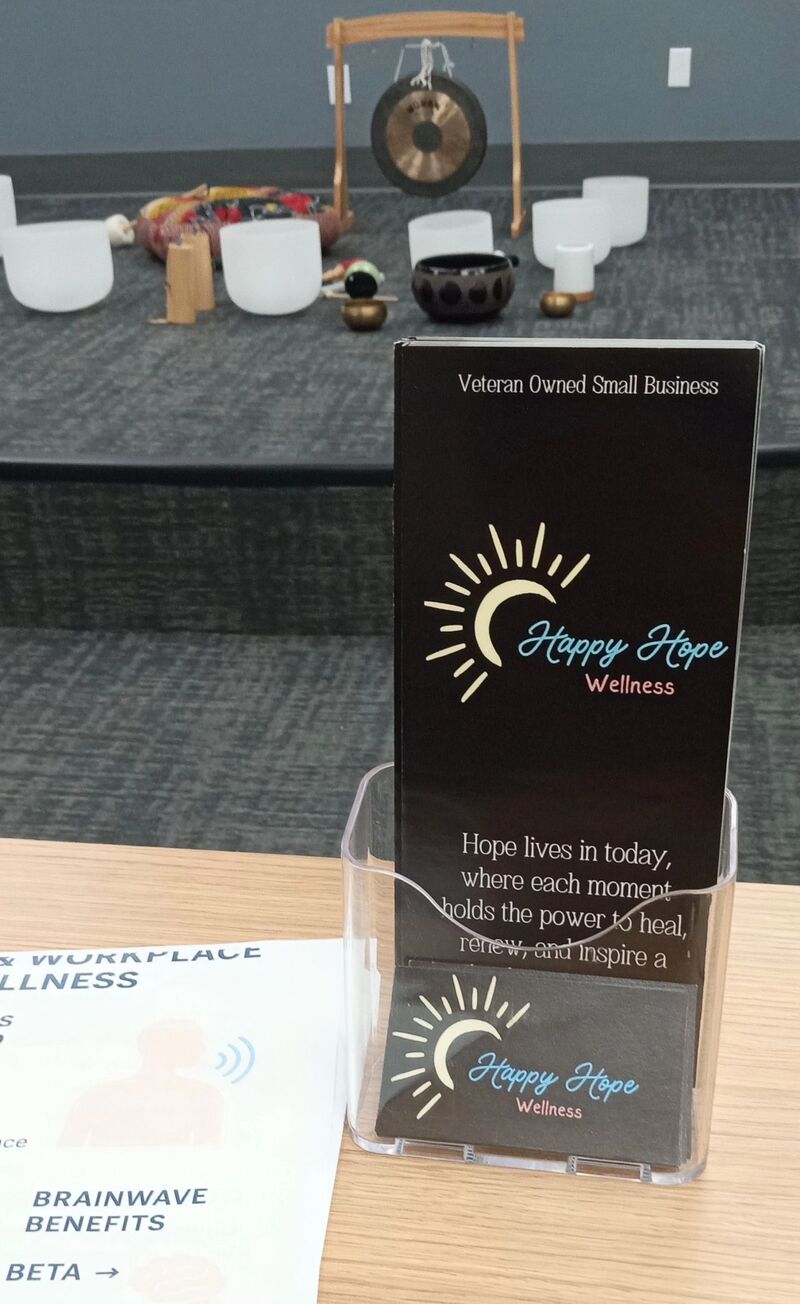 Veteran Owned Small Business
Happy Hope
Wellness
Hope lives in today,
where each moment
holds the power to heal,
renew, and inspire a
Happy Hope
Wellness
& WORKPLACE
LLNESS
S
nce
BRAINWAVE
BENEFITS
BETA →